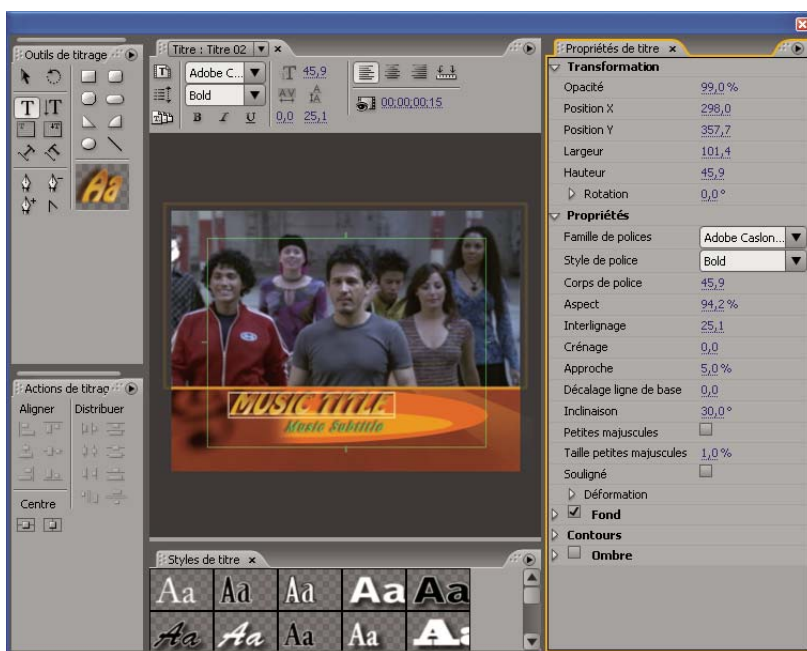 Outils de titrage
T
IT
Aa
Actions de titrag
Aligner
Distribuer
Centre
Titre : Titre 02
Adobe C...
Bold
B I U
45,9
AV
0,0 25,1
00;00;00;15
MUSIC TITLE
Music Subtitle
Styles de titre
Aa Aa Aa Aa Aa
Aa Aa Aa Aa A
Propriétés de titre
Transformation
Opacité 99,0 %
Position X 298,0
Position Y 357,7
Largeur 101,4
Hauteur 45,9
Rotation 0,0 °
Propriétés
Famille de polices Adobe Caslon...
Style de police Bold
Corps de police 45,9
Aspect 94,2 %
Interlignage 25,1
Crénage 0,0
Approche 5,0 %
Décalage ligne de base 0,0
Inclinaison 30,0 °
Petites majuscules
Taille petites majuscules 1,0 %
Souligné
Déformation
Fond
Contours
Ombre